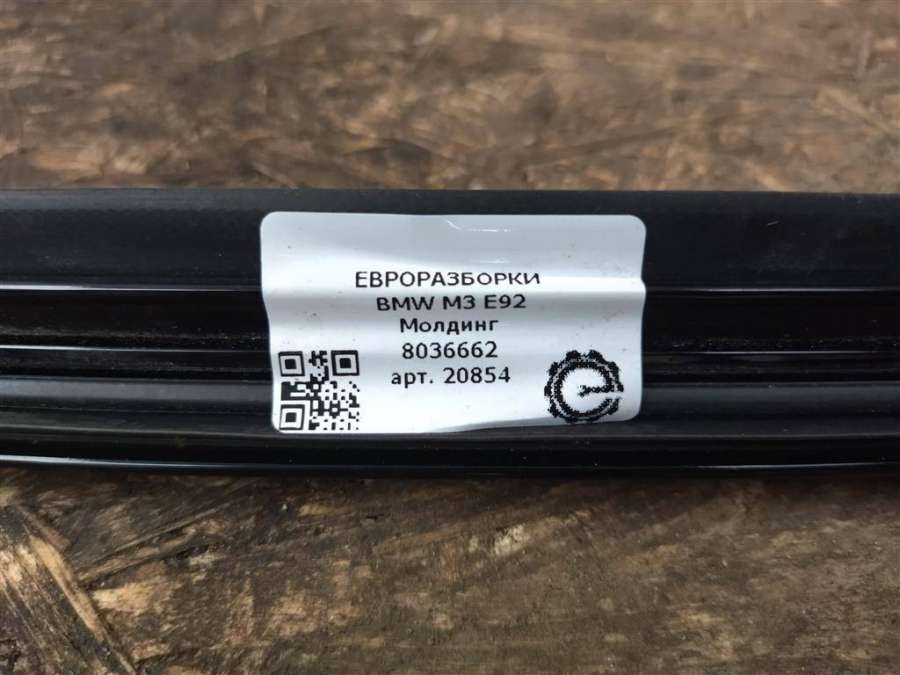 ЕВРОРАЗБОРКИ
BMW M3 E92
Молдинг
8036662
арт. 20854